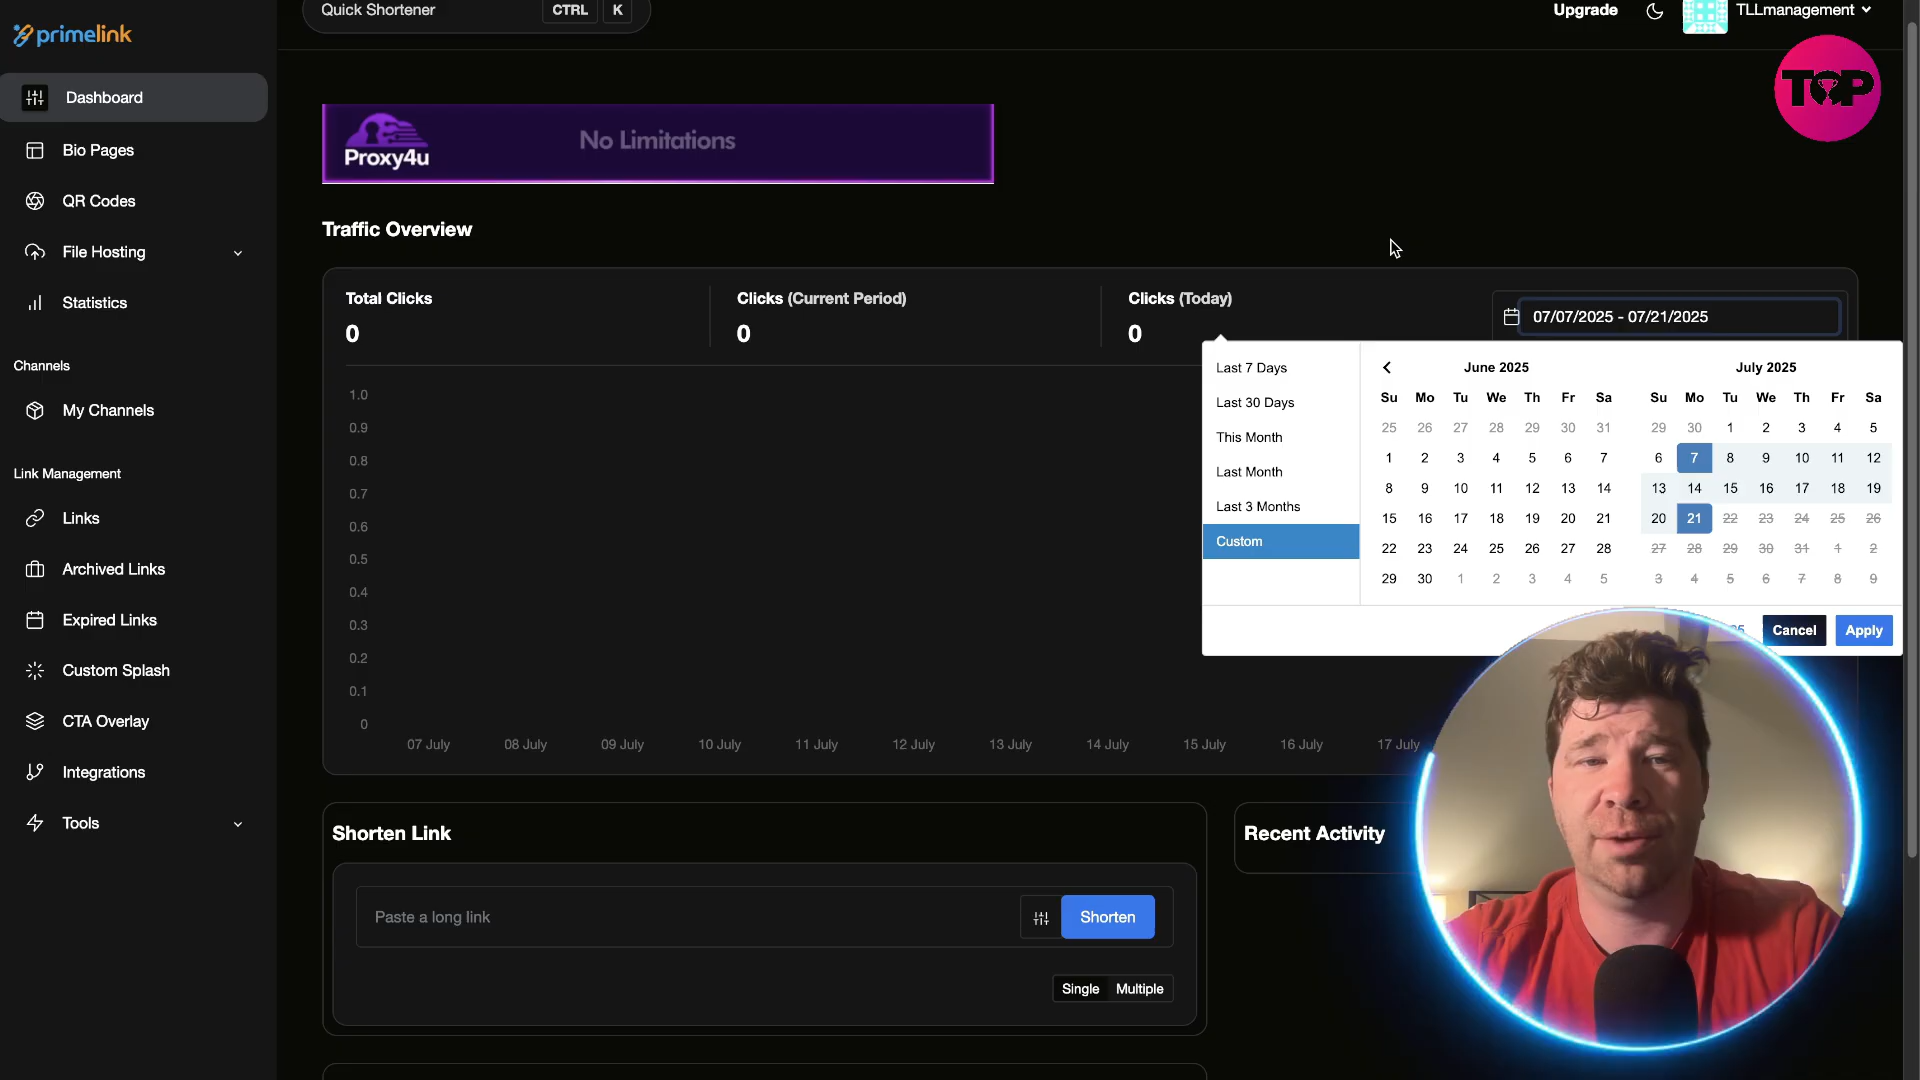 primelink
Quick Shortener
CTRL
K
Upgrade
TLLmanagement
TOP
Dashboard
Bio Pages
QR Codes
File Hosting
Statistics
Channels
My Channels
Link Management
Links
Archived Links
Expired Links
Custom Splash
CTA Overlay
Integrations
Tools
Proxy4u
No Limitations
Traffic Overview
Total Clicks
0
Clicks (Current Period)
0
Clicks (Today)
0
07/07/2025 - 07/21/2025
Last 7 Days
Last 30 Days
This Month
Last Month
Last 3 Months
Custom
June 2025
Su Mo Tu We Th Fr Sa
25 26 27 28 29 30 31
1 2 3 4 5 6 7
8 9 10 11 12 13 14
15 16 17 18 19 20 21
22 23 24 25 26 27 28
29 30 1 2 3 4 5
July 2025
Su Mo Tu We Th Fr Sa
29 30 1 2 3 4 5
6 7 8 9 10 11 12
13 14 15 16 17 18 19
20 21 22 23 24 25 26
27 28 29 30 31 1 2
3 4 5 6 7 8 9
Cancel
Apply
1.0
0.9
0.8
0.7
0.6
0.5
0.4
0.3
0.2
0.1
0
07 July
08 July
09 July
10 July
11 July
12 July
13 July
14 July
15 July
16 July
17 July
Shorten Link
Paste a long link
Shorten
Single
Multiple
Recent Activity